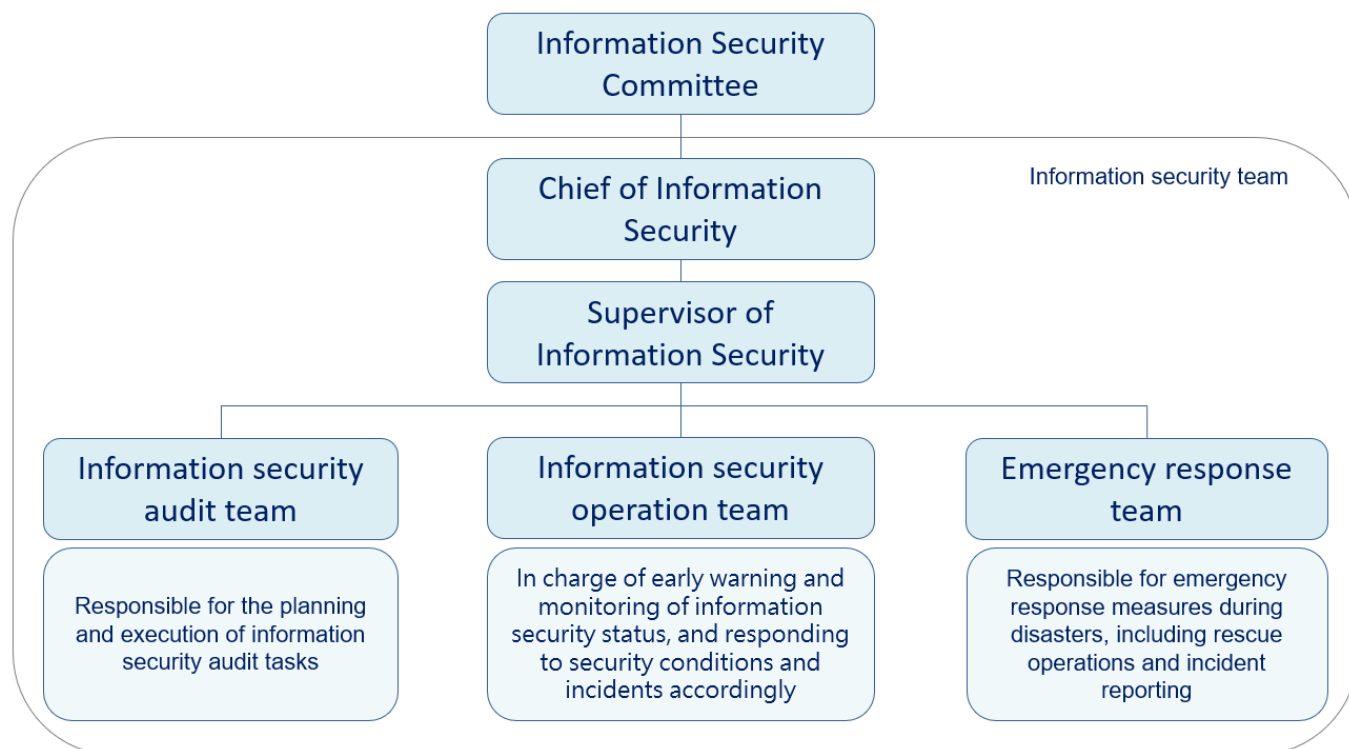 Information Security
Committee
Information security team
Chief of Information
Security
Supervisor of
Information Security
Information security
audit team
Responsible for the planning
and execution of information
security audit tasks
Information security
operation team
In charge of early warning and
monitoring of information
security status, and responding
to security conditions and
incidents accordingly
Emergency response
team
Responsible for emergency
response measures during
disasters, including rescue
operations and incident
reporting